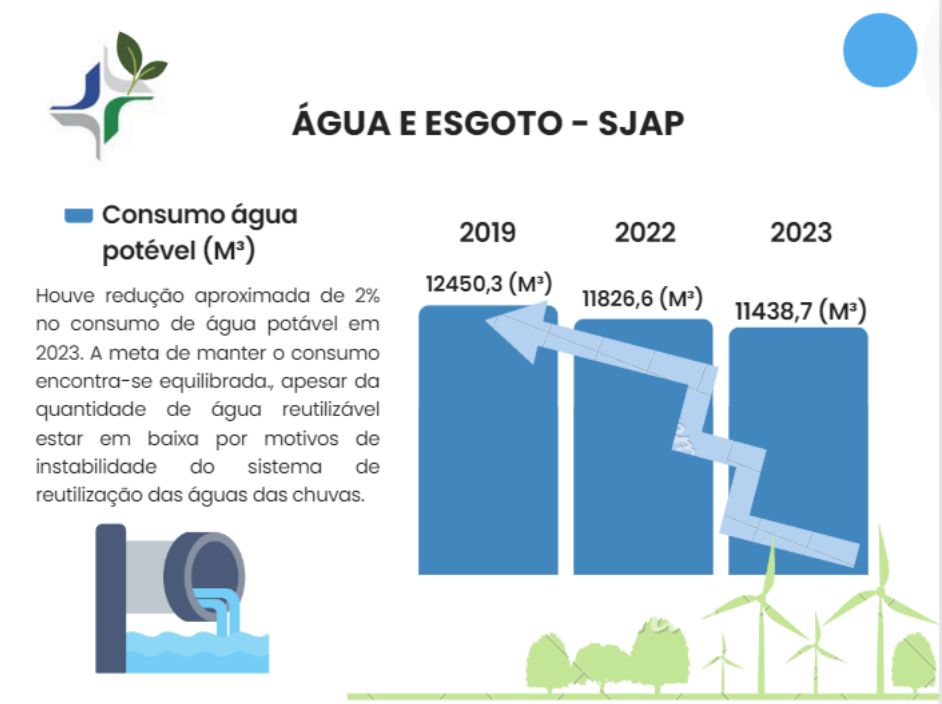 ÁGUA E ESGOTO - SJAP
Consumo água
potével (M³)
Houve redução aproximada de 2%
no consumo de água potável em
2023. A meta de manter o consumo
encontra-se equilibrada., apesar da
quantidade de água reutilizável
estar em baixa por motivos de
instabilidade do sistema de
reutilização das águas das chuvas.
2019
2022
2023
12450,3 (M³)
11826,6 (M³)
11438,7 (M³)